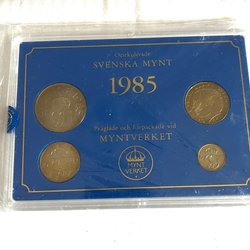 Ocirkulerade
SVENSKA MYNT
1985
Präglade och förpackade vid
MYNTVERKET
MYNT
VERKET